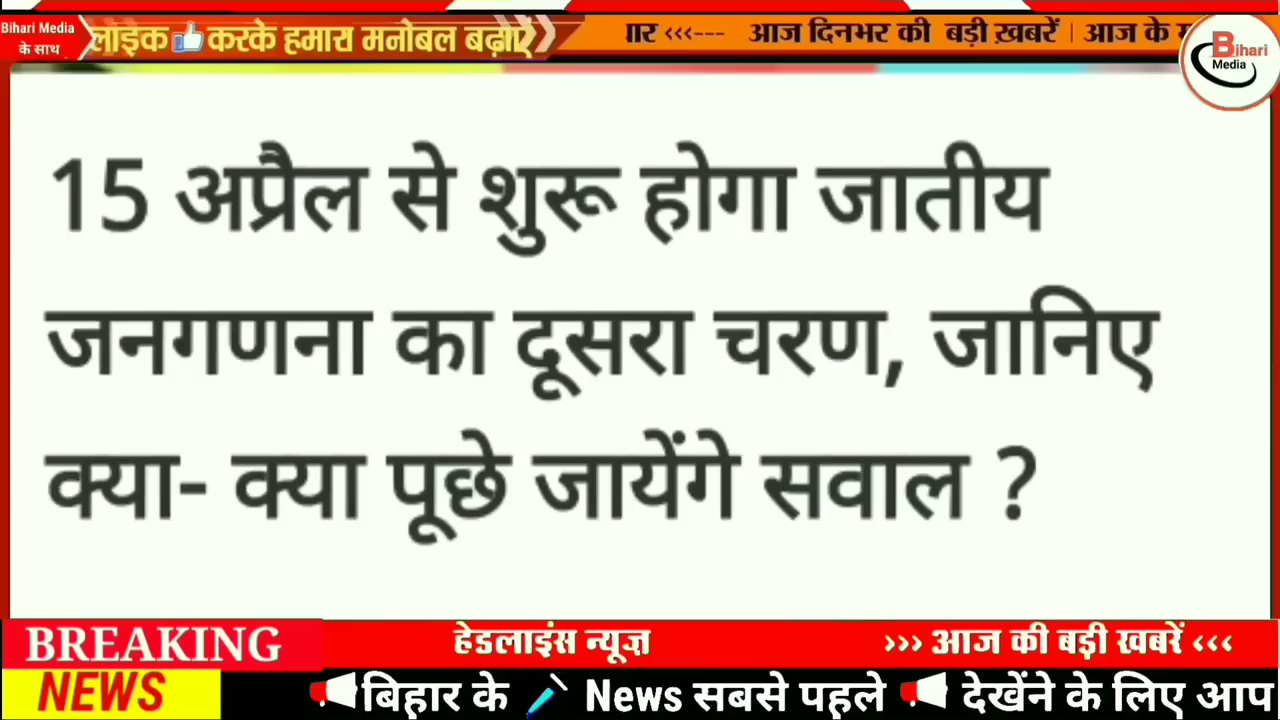 Bihari Media
के साथ
लाइक करके हमारा मनोबल बढ़ाएं
ार <<<--- आज दिनभर की बड़ी ख़बरें | आज के
Bihari
Media
15 अप्रैल से शुरू होगा जातीय
जनगणना का दूसरा चरण, जानिए
क्या- क्या पूछे जायेंगे सवाल ?
BREAKING
NEWS
हेडलाइंस न्यूज़ >>> आज की बड़ी खबरें <<<
बिहार के News सबसे पहले देखेंने के लिए आप